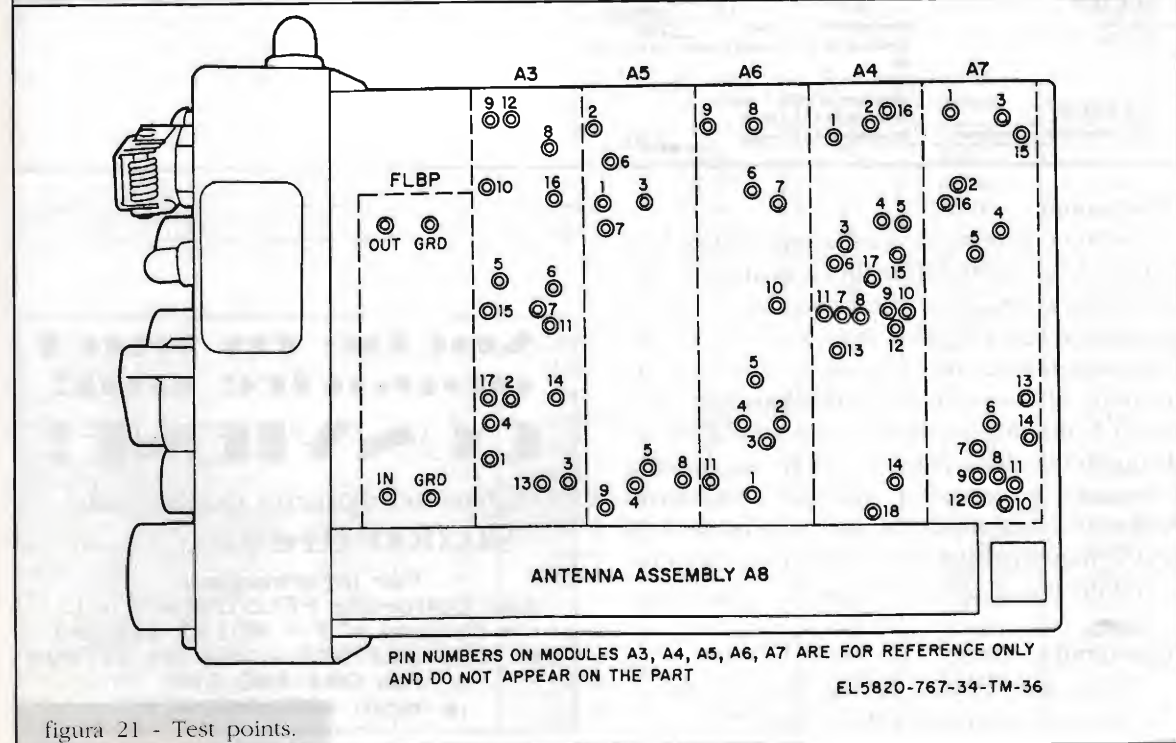 A3 A5 A6 A4 A7
9 12 2 9 8 2 16 1 3
8 15
6
FLBP 10 16 1 3 6 7 2
16
OUT GRD 7 4 5 4
3 5
6 15
17
5 6
15 7 10 11 7 8 9 10
11 12
13
5
17 2 14 13
4 4 2 6
3 14
7
1 5
IN GRD 13 3 8 11 14 8 11
9 4 1 9
12 10
18
ANTENNA ASSEMBLY A8
PIN NUMBERS ON MODULES A3, A4, A5, A6, A7 ARE FOR REFERENCE ONLY
AND DO NOT APPEAR ON THE PART
EL5820-767-34-TM-36
figura 21 - Test points.